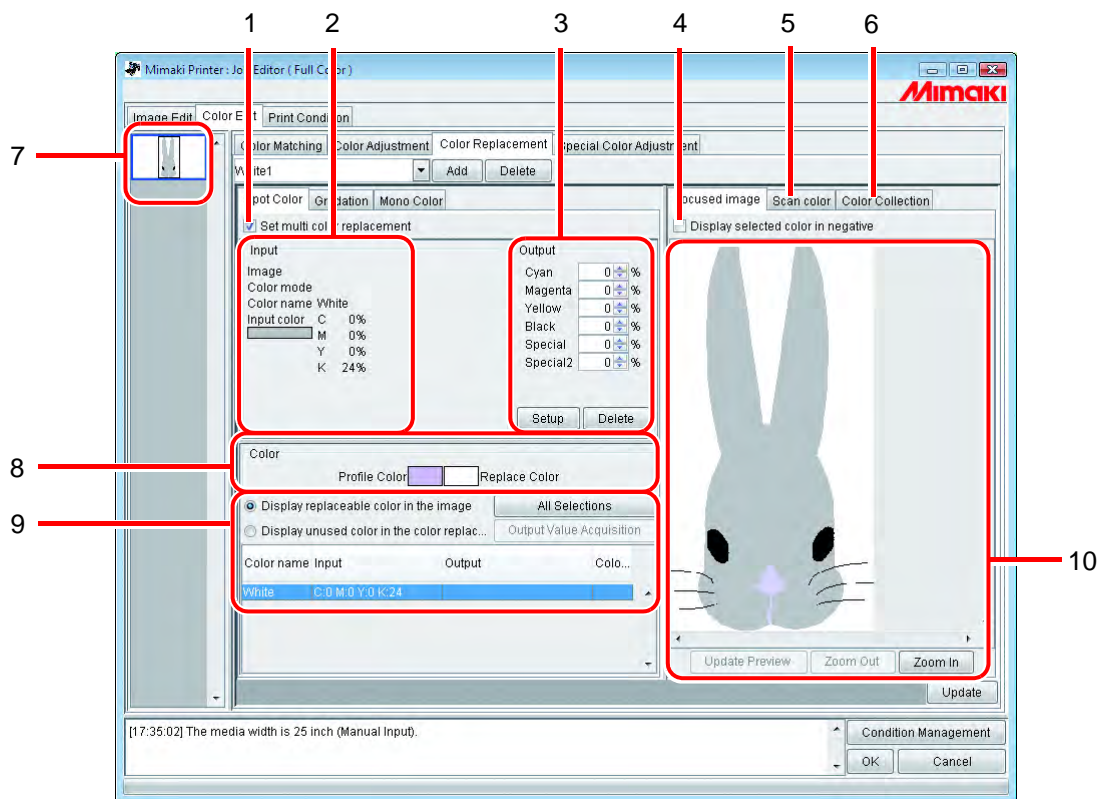 1 2 3 4 5 6
Mimaki Printer : Job Editor ( Full Color )
Mimaki
Image Edit Color Edit Print Condition
7
Color Matching Color Adjustment Color Replacement Special Color Adjustment
White1 Add Delete
Spot Color Gradation Mono Color
Focused image Scan color Color Collection
Set multi color replacement
Display selected color in negative
Input
Image
Color mode
Color name White
Input color C 0%
M 0%
Y 0%
K 24%
Output
Cyan 0 %
Magenta 0 %
Yellow 0 %
Black 0 %
Special 0 %
Special2 0 %
Setup Delete
8
Color
Profile Color Replace Color
9
Display replaceable color in the image All Selections
Display unused color in the color replac... Output Value Acquisition
Color name Input Output Colo...
White C:0 M:0 Y:0 K:24
10
Update Preview Zoom Out Zoom In
Update
[17:35:02] The media width is 25 inch (Manual Input).
Condition Management
OK Cancel